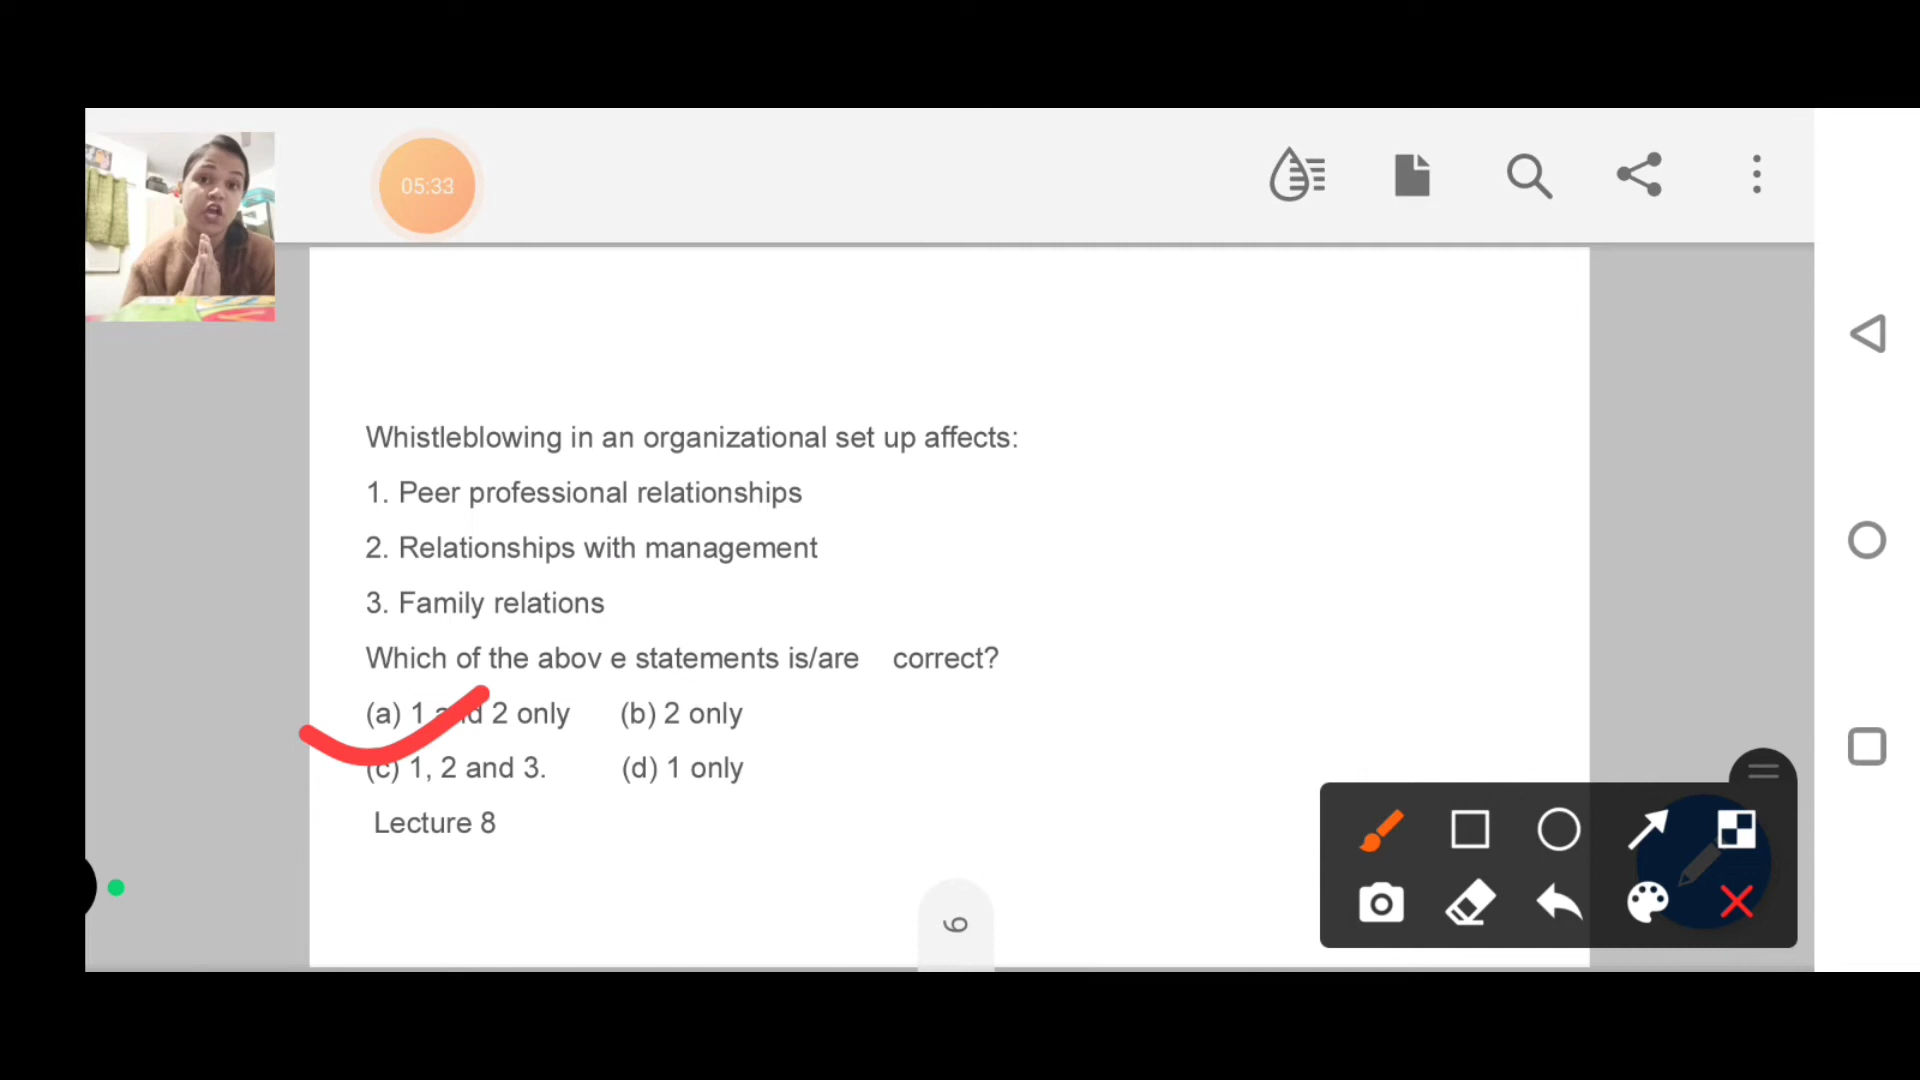 05:33
Whistleblowing in an organizational set up affects:
1. Peer professional relationships
2. Relationships with management
3. Family relations
Which of the abov e statements is/are correct?
(a) 1 and 2 only (b) 2 only
(c) 1, 2 and 3. (d) 1 only
Lecture 8
6